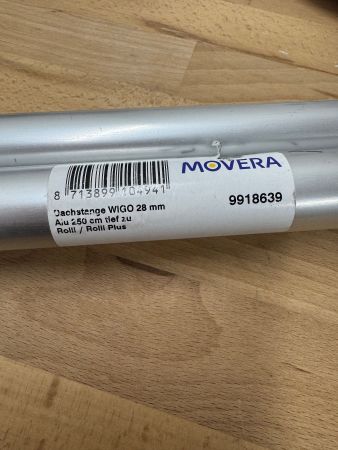 MOVERA
8 713899 104941
9918639
Dachstange WIGO 28 mm
Alu 250 cm tief zu
Rolli / Rolli Plus